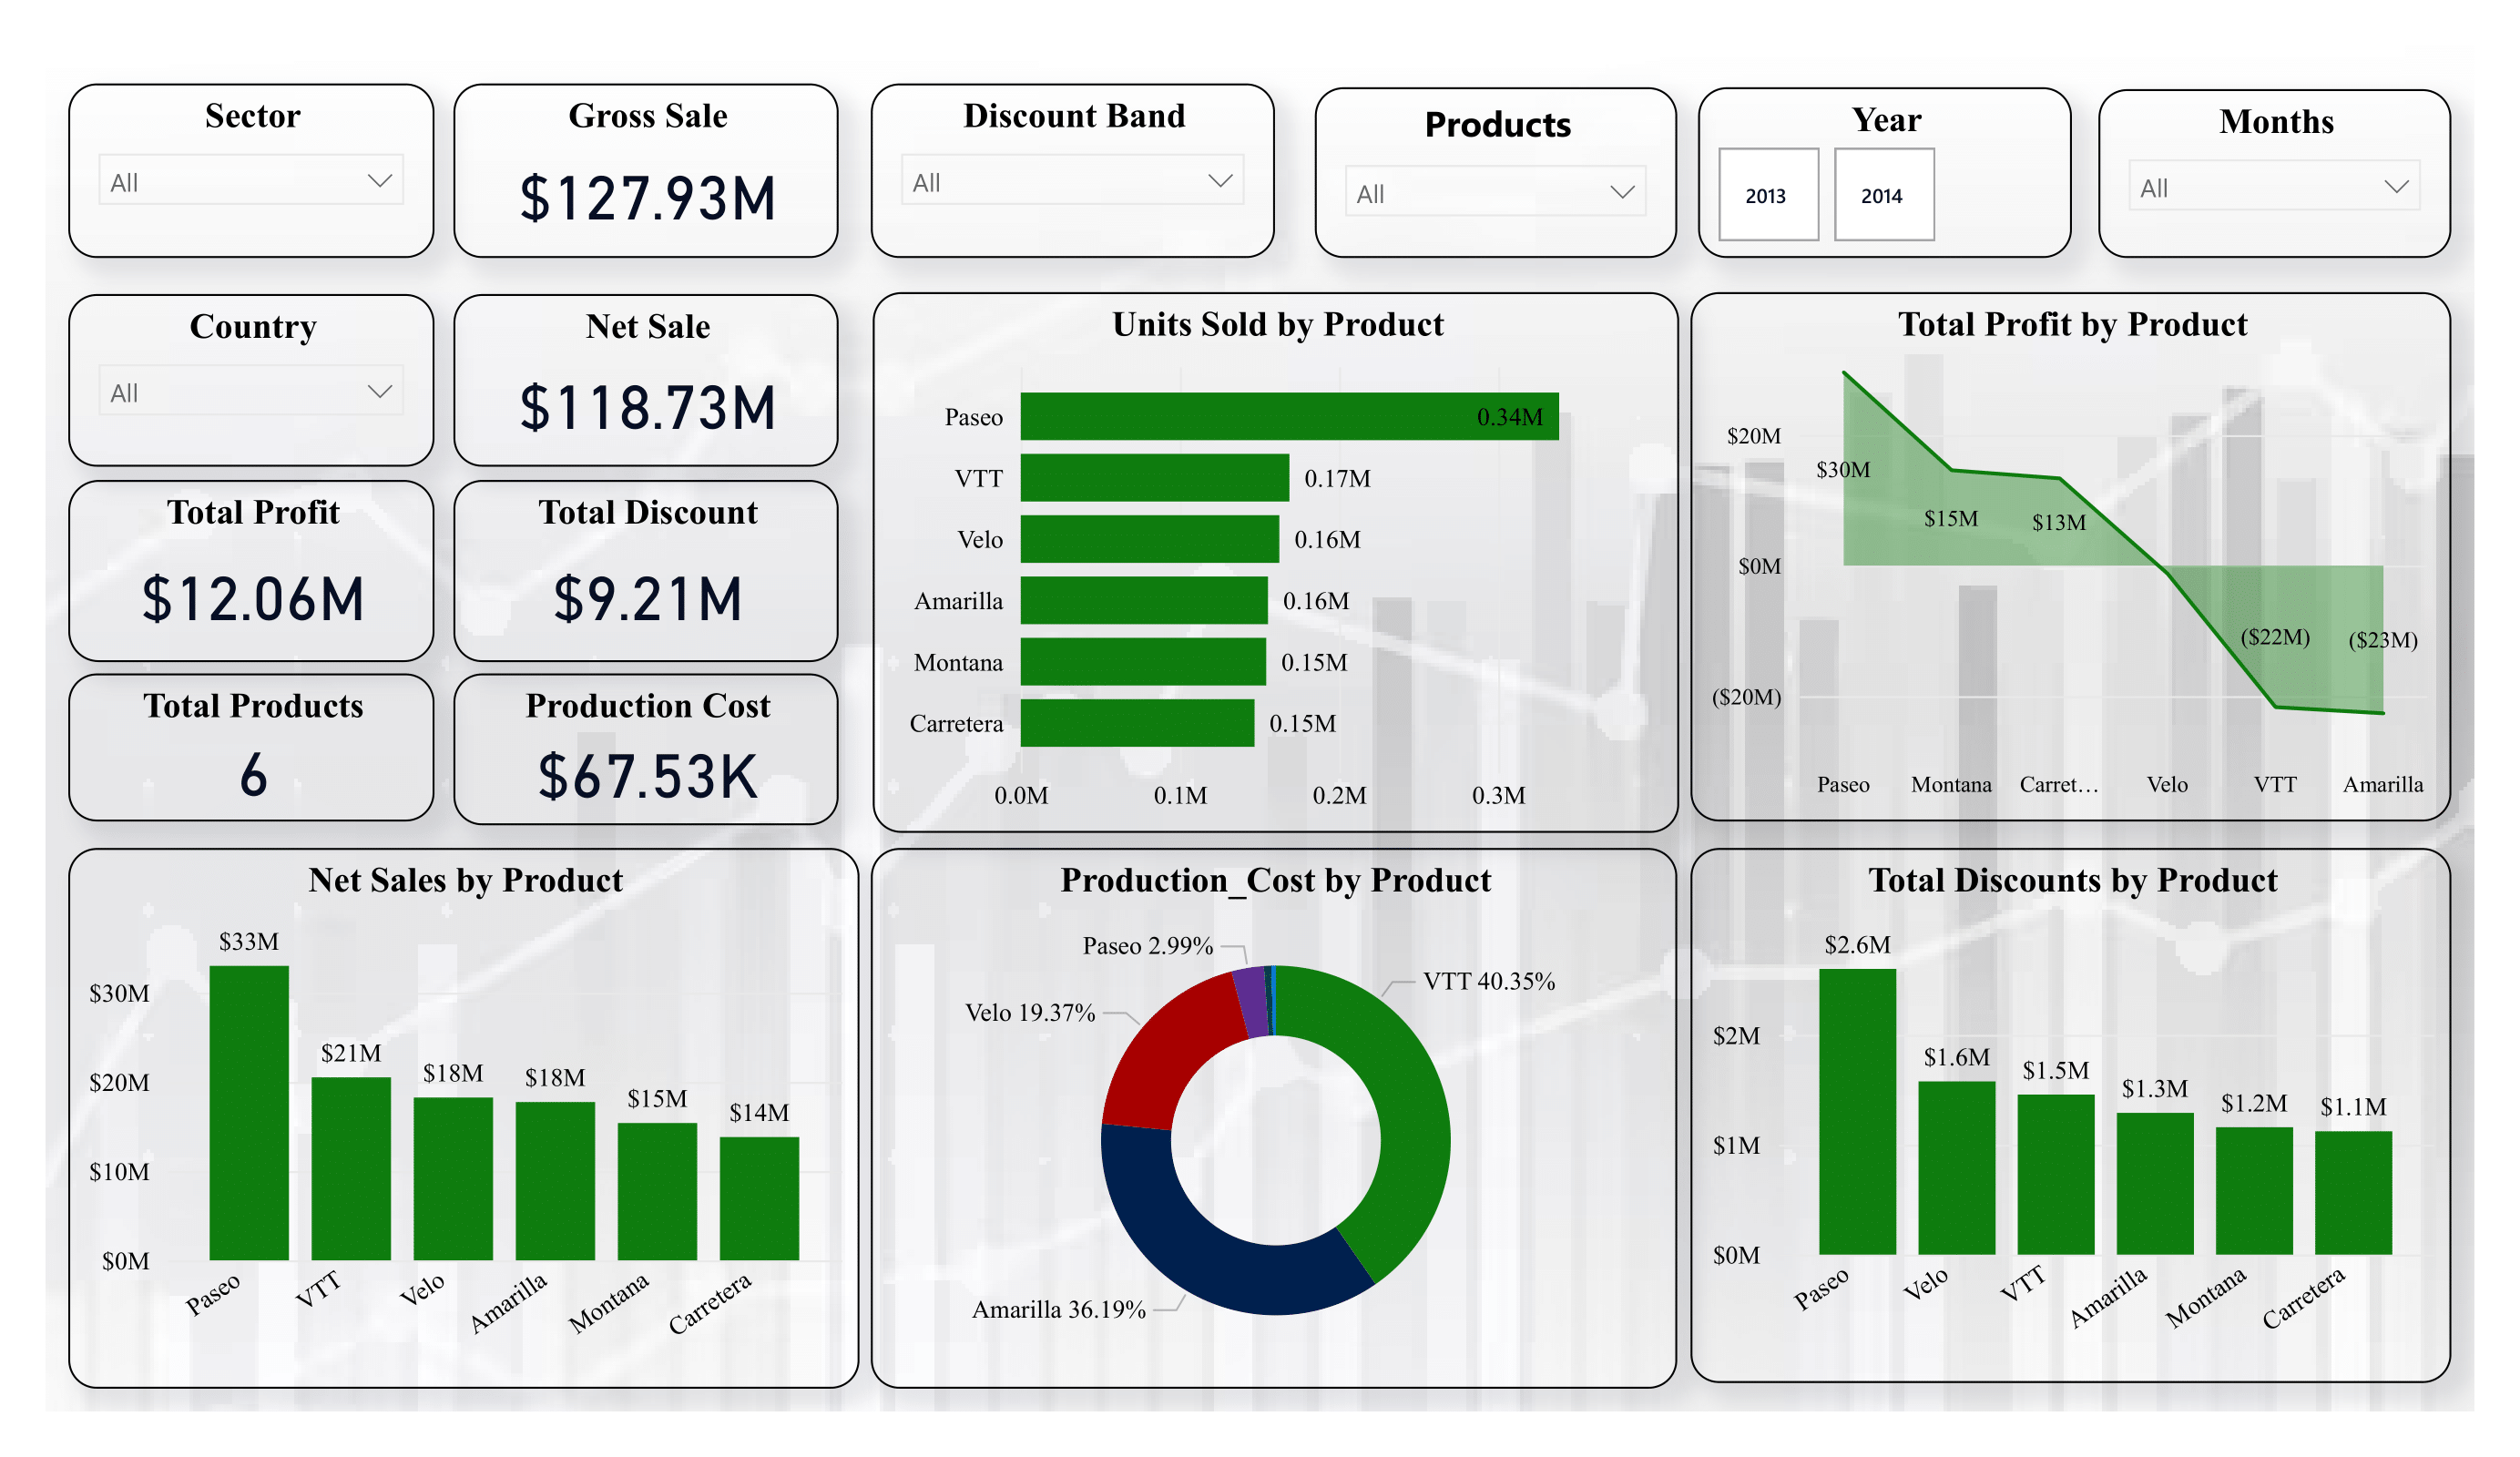 Sector
All
Gross Sale
$127.93M
Discount Band
All
Products
All
Year
2013
2014
Months
All
Country
All
Net Sale
$118.73M
Total Profit
$12.06M
Total Discount
$9.21M
Total Products
6
Production Cost
$67.53K
Units Sold by Product
Paseo
0.34M
VTT
0.17M
Velo
0.16M
Amarilla
0.16M
Montana
0.15M
Carretera
0.15M
0.0M
0.1M
0.2M
0.3M
Total Profit by Product
$20M
$0M
($20M)
$30M
$15M
$13M
($22M)
($23M)
Paseo
Montana
Carret...
Velo
VTT
Amarilla
Net Sales by Product
$30M
$20M
$10M
$0M
$33M
$21M
$18M
$18M
$15M
$14M
Paseo
VTT
Velo
Amarilla
Montana
Carretera
Production_Cost by Product
Paseo 2.99%
VTT 40.35%
Velo 19.37%
Amarilla 36.19%
Total Discounts by Product
$2M
$1M
$0M
$2.6M
$1.6M
$1.5M
$1.3M
$1.2M
$1.1M
Paseo
Velo
VTT
Amarilla
Montana
Carretera